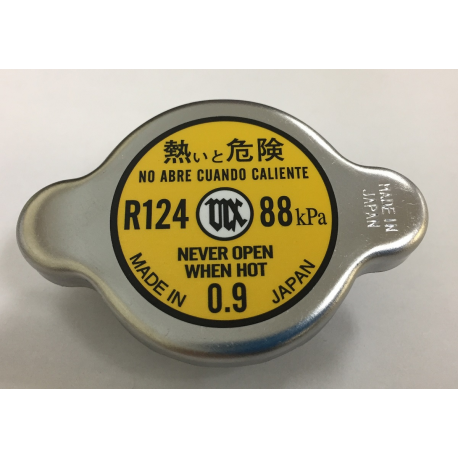 熱いと危険
NO ABRE CUANDO CALIENTE
R124 88kPa
NEVER OPEN
WHEN HOT
MADE IN 0.9 JAPAN
MADE IN
JAPAN